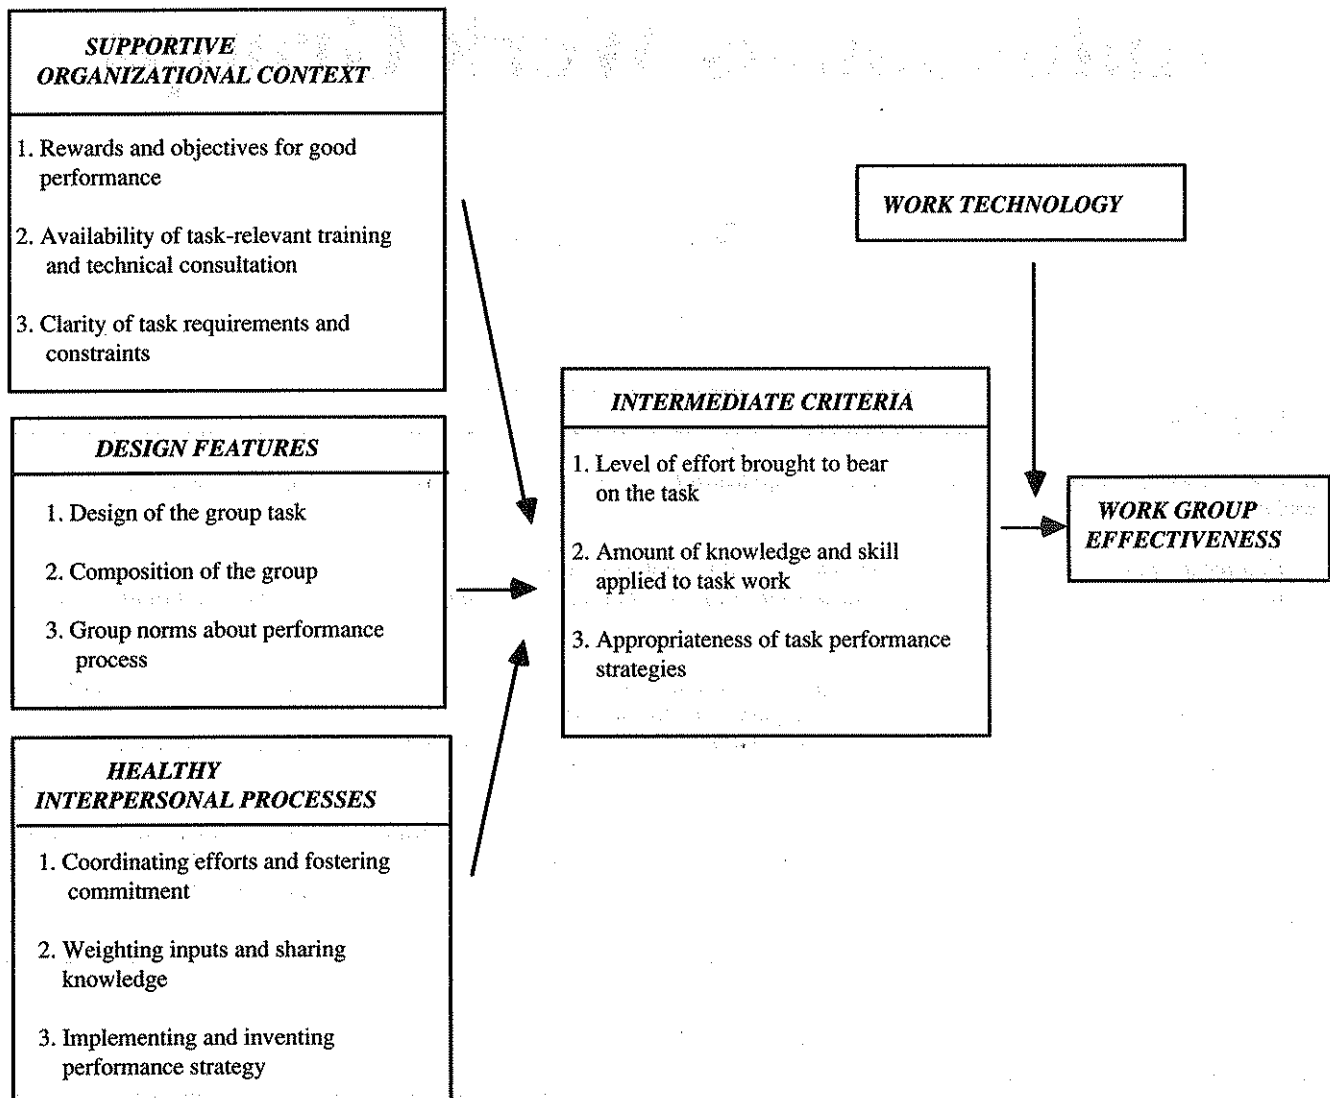 SUPPORTIVE
ORGANIZATIONAL CONTEXT
1. Rewards and objectives for good
performance
2. Availability of task-relevant training
and technical consultation
3. Clarity of task requirements and
constraints
DESIGN FEATURES
1. Design of the group task
2. Composition of the group
3. Group norms about performance
process
HEALTHY
INTERPERSONAL PROCESSES
1. Coordinating efforts and fostering
commitment
2. Weighting inputs and sharing
knowledge
3. Implementing and inventing
performance strategy
INTERMEDIATE CRITERIA
1. Level of effort brought to bear
on the task
2. Amount of knowledge and skill
applied to task work
3. Appropriateness of task performance
strategies
WORK TECHNOLOGY
WORK GROUP
EFFECTIVENESS